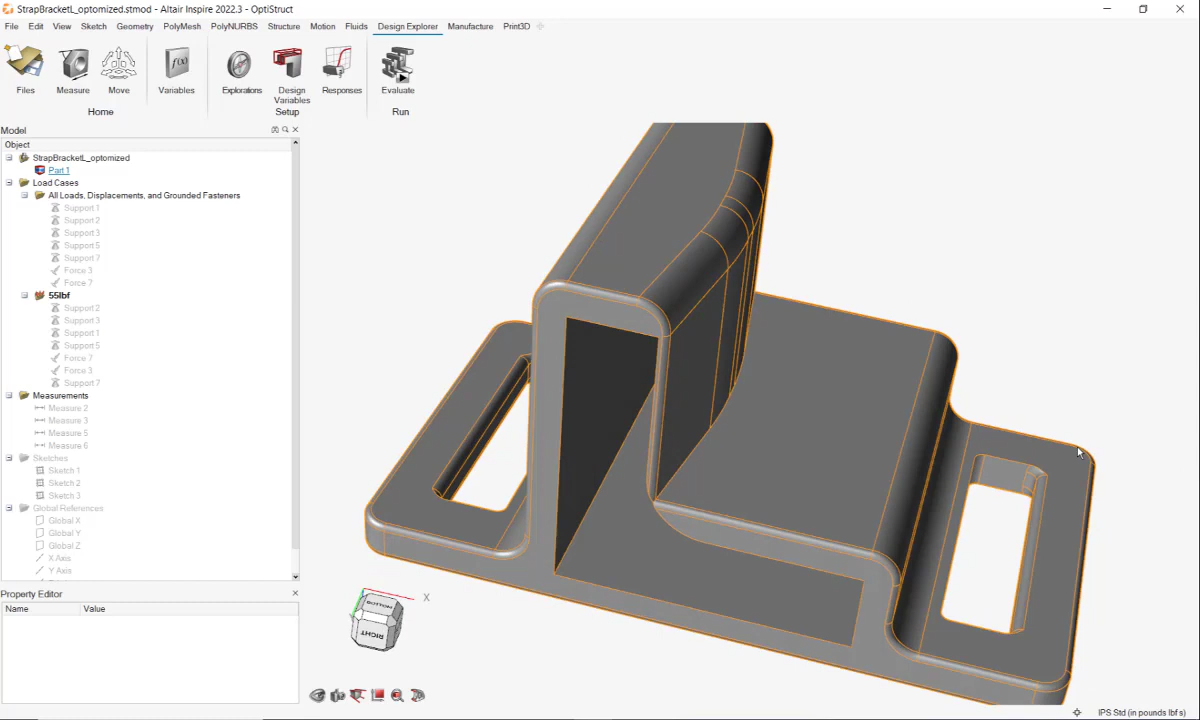 StrapBracketL_optomized.stmod - Altair Inspire 2022.3 - OptiStruct
File Edit View Sketch Geometry PolyMesh PolyNURBS Structure Motion Fluids Design Explorer Manufacture Print3D
Files Measure Move Variables Explorations Design Variables Responses Evaluate
Home Setup Run
Model
Object
StrapBracketL_optomized
Part 1
Load Cases
All Loads, Displacements, and Grounded Fasteners
Support 1
Support 2
Support 3
Support 5
Support 7
Force 3
Force 7
55lbf
Support 2
Support 3
Support 1
Support 5
Force 7
Force 3
Support 7
Measurements
Measure 2
Measure 3
Measure 5
Measure 6
Sketches
Sketch 1
Sketch 2
Sketch 3
Global References
Global X
Global Y
Global Z
X Axis
Y Axis
Property Editor
Name Value
X
BOTTOM
RIGHT
IPS Std (in pounds lbf s)